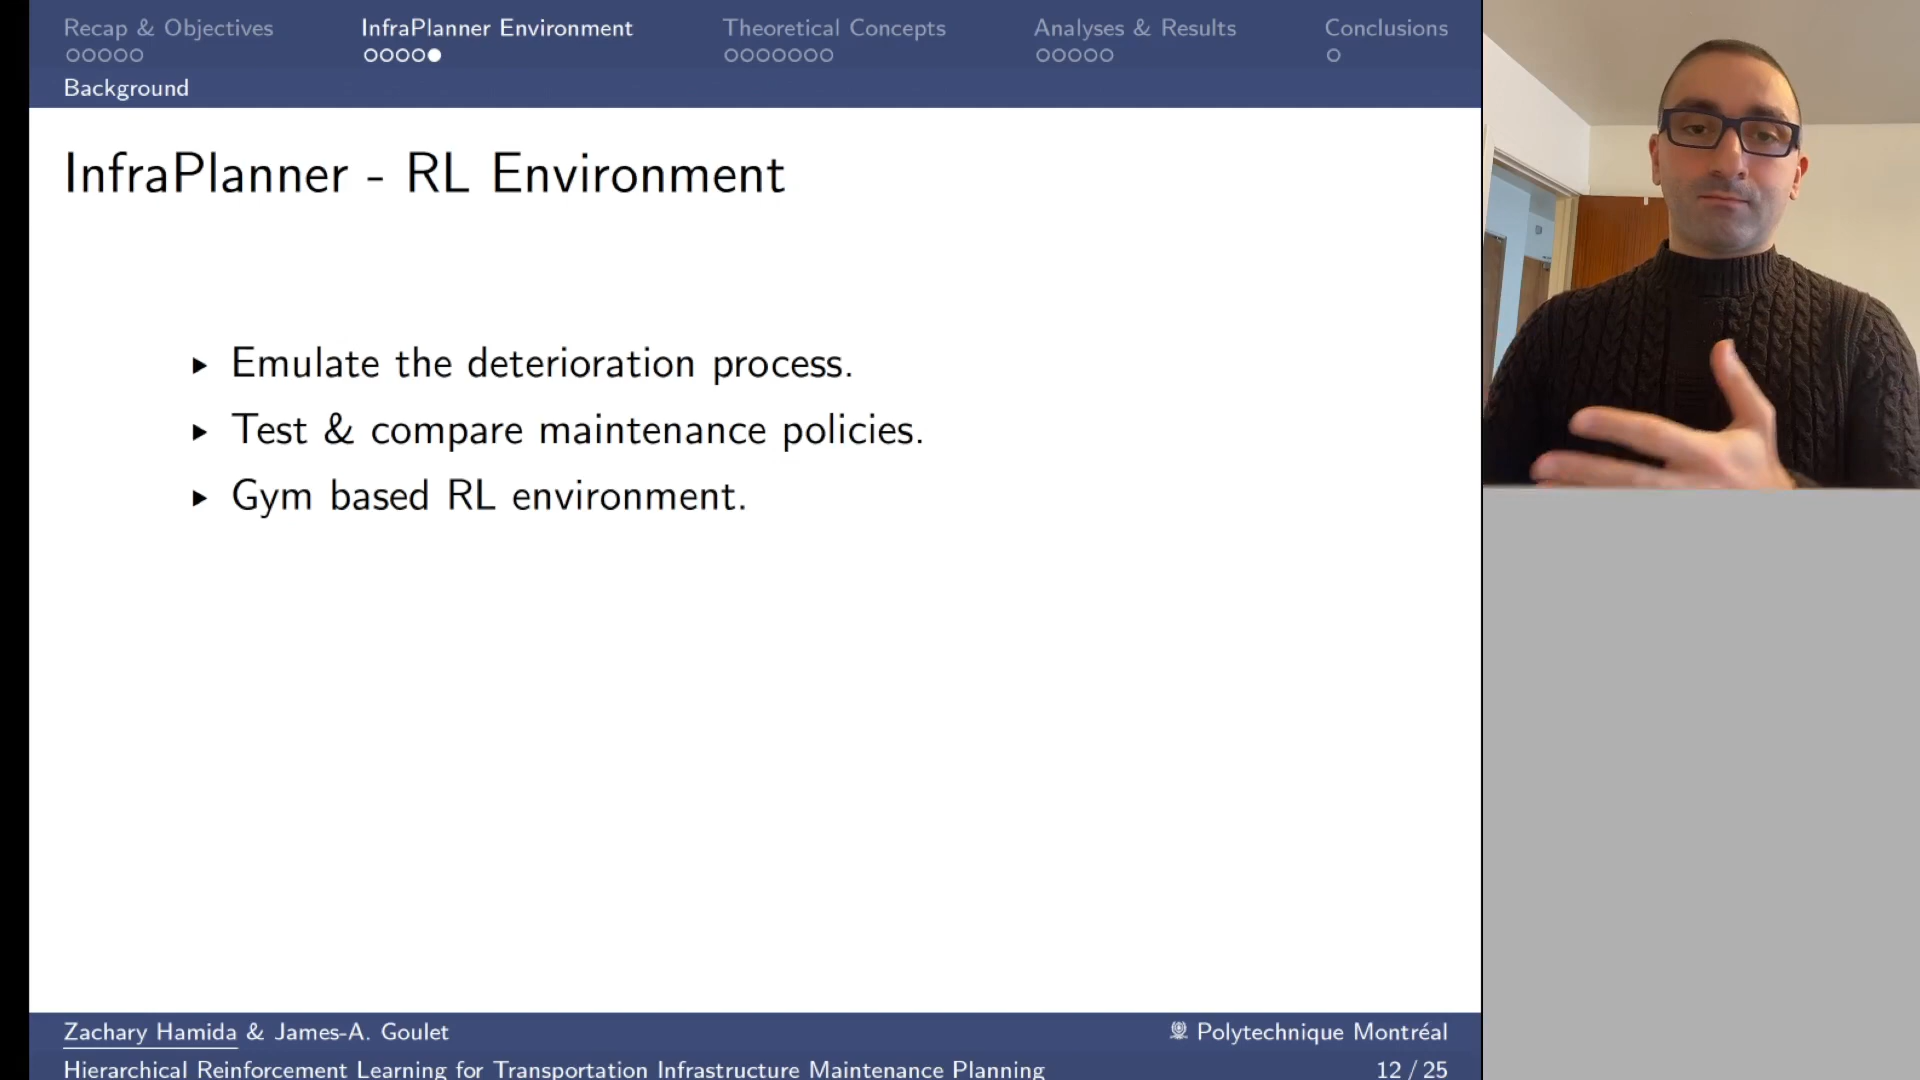 Recap & Objectives InfraPlanner Environment Theoretical Concepts Analyses & Results Conclusions
Background
InfraPlanner - RL Environment
▸ Emulate the deterioration process.
▸ Test & compare maintenance policies.
▸ Gym based RL environment.
Zachary Hamida & James-A. Goulet Polytechnique Montréal
Hierarchical Reinforcement Learning for Transportation Infrastructure Maintenance Planning 12 / 25